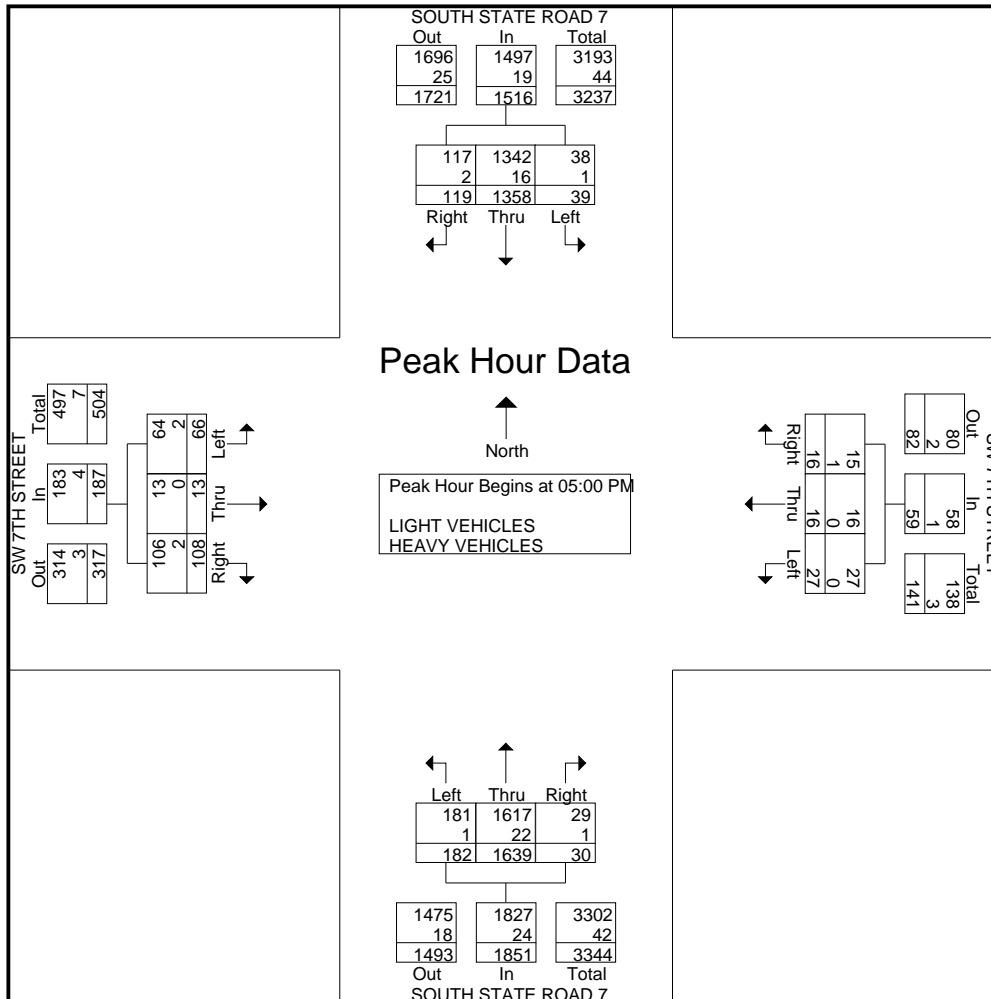 SOUTH STATE ROAD 7
Out In Total
1696 1497 3193
25 19 44
1721 1516 3237
117 1342 38
2 16 1
119 1358 39
Right Thru Left
Peak Hour Data
North
Peak Hour Begins at 05:00 PM
LIGHT VEHICLES
HEAVY VEHICLES
SW 7TH STREET
Total
497
7
504
In
183
4
187
Out
314
3
317
Left
64
2
66
Thru
13
0
13
Right
106
2
108
Right
15
1
16
Thru
16
0
16
Left
27
0
27
Out
80
2
82
In
58
1
59
Total
138
3
141
SW 7TH STREET
Left Thru Right
181 1617 29
1 22 1
182 1639 30
1475 1827 3302
18 24 42
1493 1851 3344
Out In Total
SOUTH STATE ROAD 7